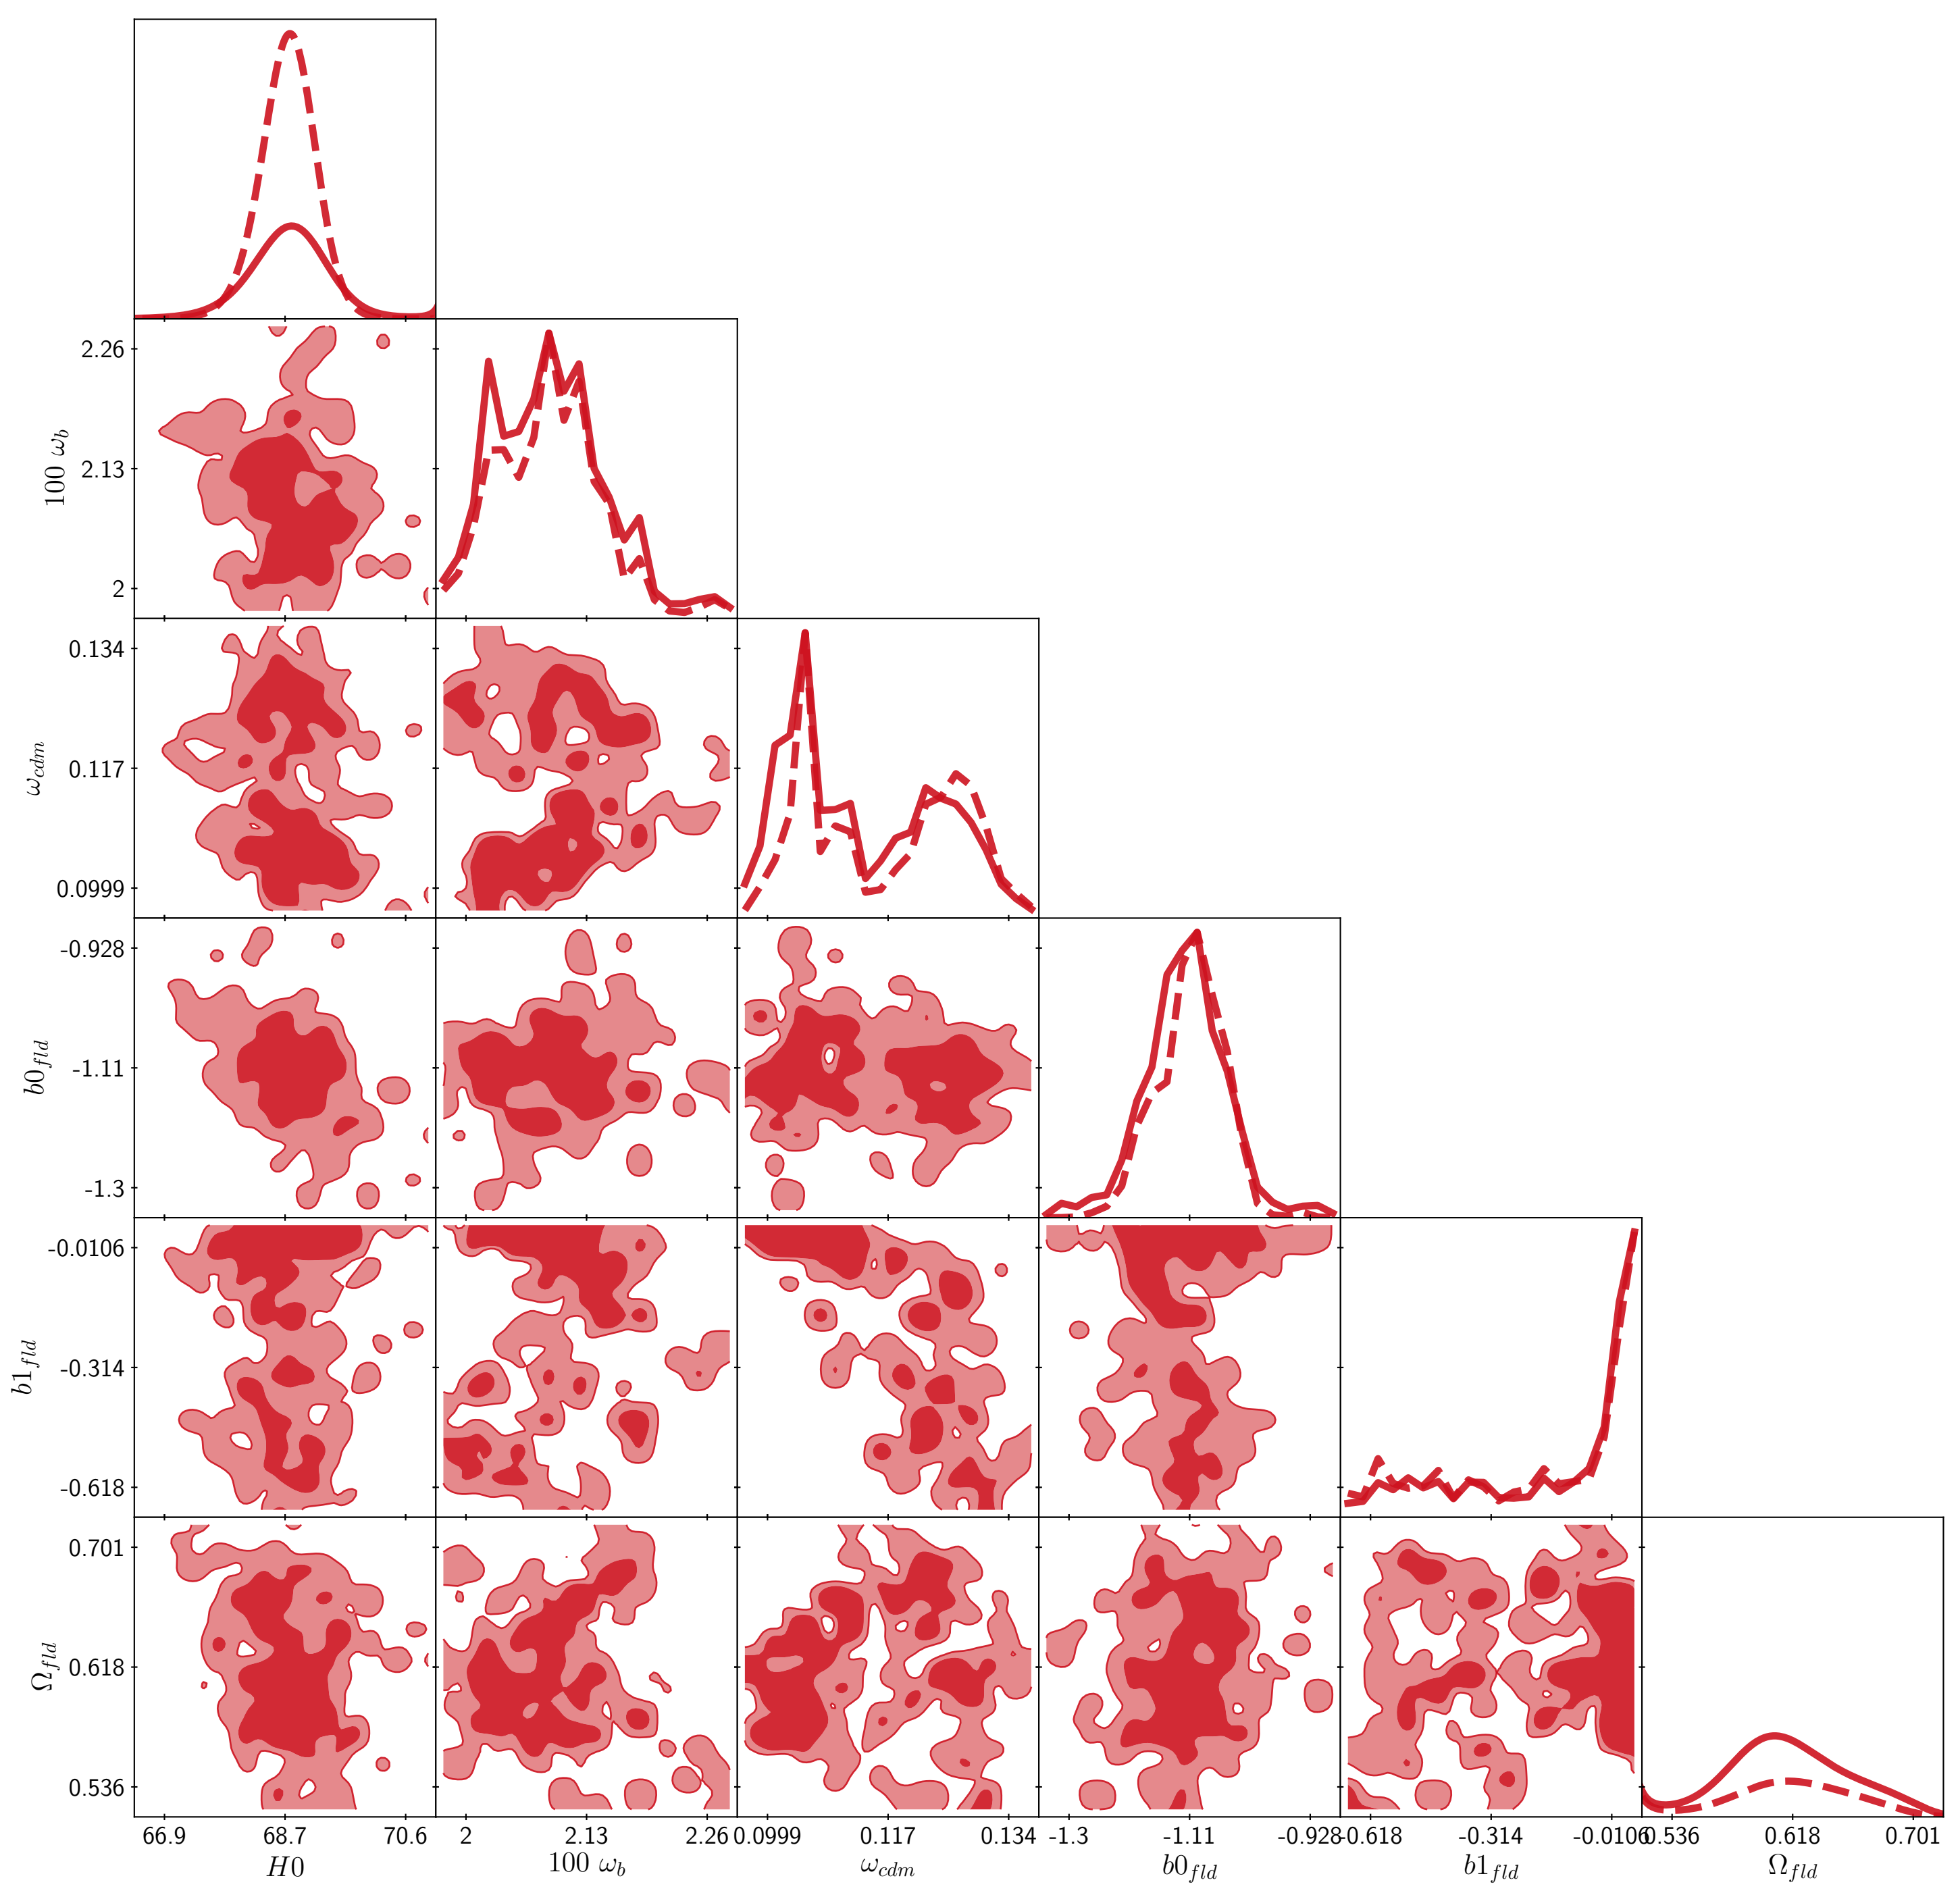 2.26
2.13
2
100 ω_b
0.134
0.117
0.0999
ω_cdm
-0.928
-1.11
-1.3
b0_fld
-0.0106
-0.314
-0.618
b1_fld
0.701
0.618
0.536
Ω_fld
66.9 68.7 70.6 2 2.13 2.26 0.0999 0.117 0.134 -1.3 -1.11 -0.928 -0.618 -0.314 -0.0106 0.536 0.618 0.701
H0 100 ω_b ω_cdm b0_fld b1_fld Ω_fld